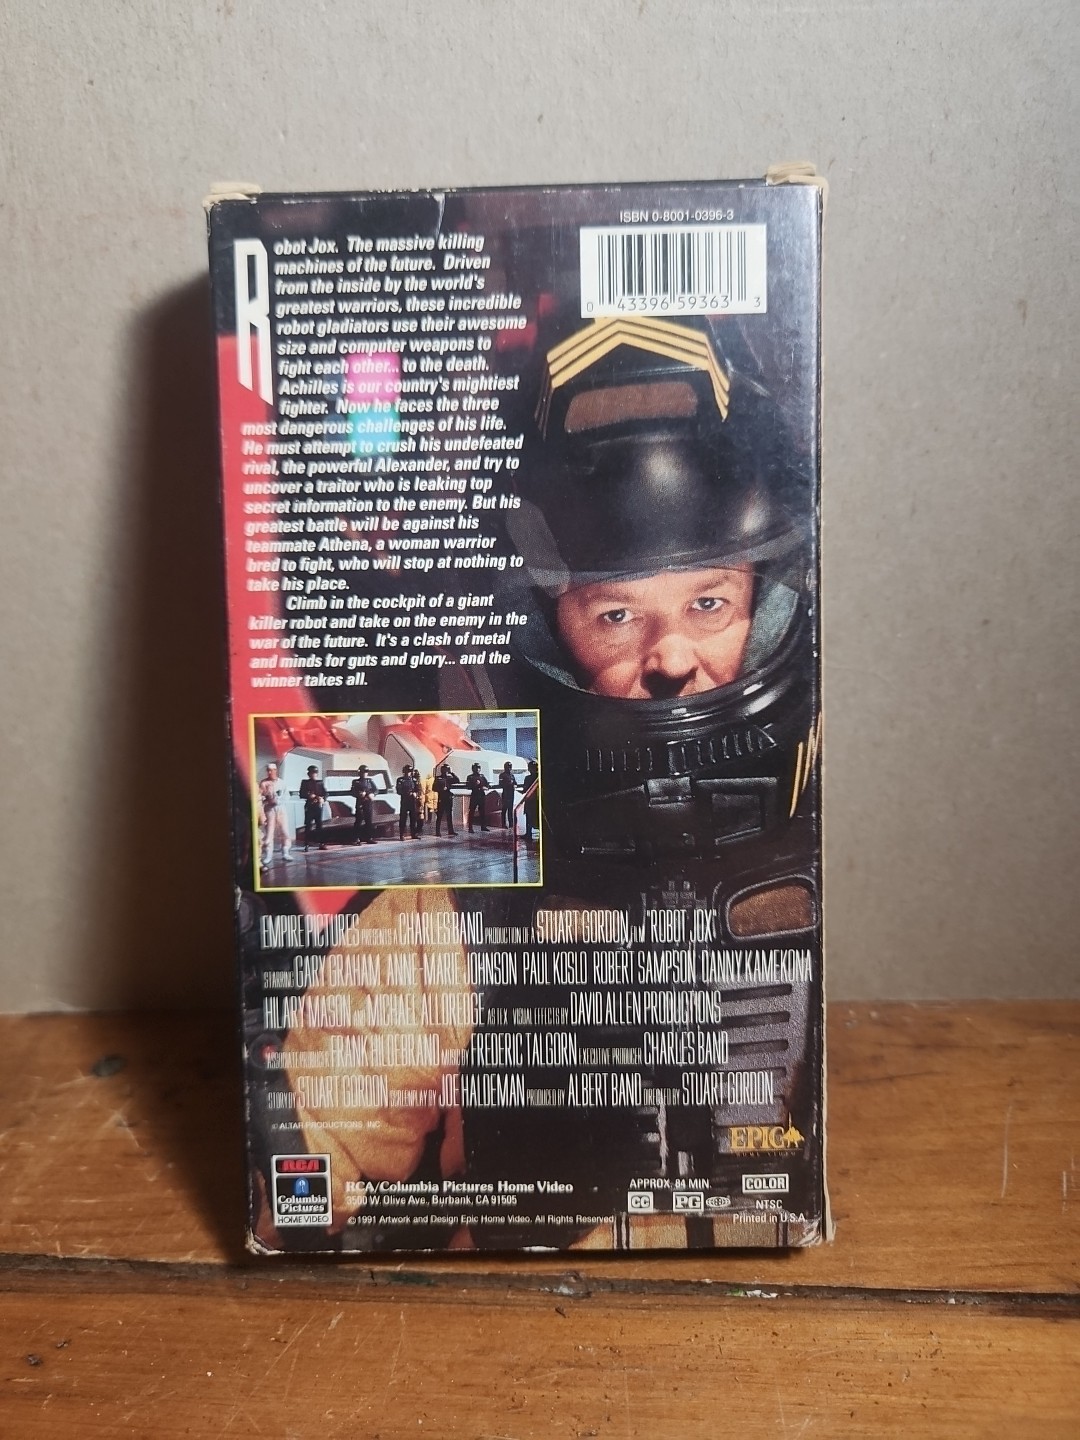 ISBN 0-8001-0396-3
0 43396 59363 3
Robot Jox. The massive killing
machines of the future. Driven
from the inside by the world's
greatest warriors, these incredible
robot gladiators use their awesome
size and computer weapons to
fight each other... to the death.
Achilles is our country's mightiest
fighter. Now he faces the three
most dangerous challenges of his life.
He must attempt to crush his undefeated
rival, the powerful Alexander, and try to
uncover a traitor who is leaking top
secret information to the enemy. But his
greatest battle will be against his
teammate Athena, a woman warrior
bred to fight, who will stop at nothing to
take his place.
Climb in the cockpit of a giant
killer robot and take on the enemy in the
war of the future. It's a clash of metal
and minds for guts and glory... and the
winner takes all.
EMPIRE PICTURES PRESENTS A CHARLES BAND PRODUCTION OF A STUART GORDON FILM "ROBOT JOX"
STARRING GARY GRAHAM, ANNE-MARIE JOHNSON PAUL KOSLO ROBERT SAMPSON DANNY KAMEKONA
HILARY MASON AND MICHAEL ALLDREDGE AS TEX VISUAL EFFECTS BY DAVID ALLEN PRODUCTIONS
ASSOCIATE PRODUCER FRANK HILDEBRAND MUSIC BY FREDERIC TALGORN EXECUTIVE PRODUCER CHARLES BAND
STORY BY STUART GORDON SCREENPLAY BY JOE HALDEMAN PRODUCED BY ALBERT BAND DIRECTED BY STUART GORDON
© ALTAR PRODUCTIONS, INC.
EPIC
HOME VIDEO
RCA
Columbia
Pictures
HOME VIDEO
RCA/Columbia Pictures Home Video
3500 W. Olive Ave., Burbank, CA 91505
©1991 Artwork and Design Epic Home Video. All Rights Reserved
APPROX. 84 MIN.
CC PG
COLOR
NTSC
Printed in U.S.A.